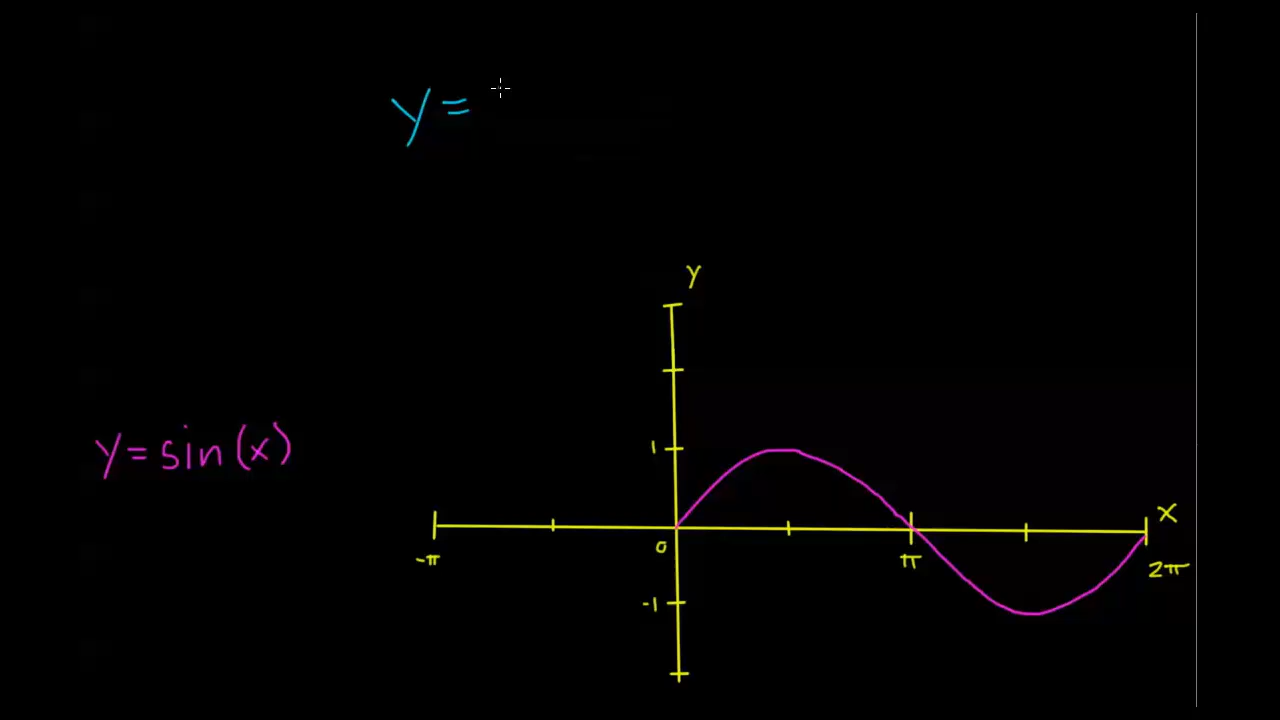 y =
y
y = sin(x)
1
x
0
-π
π
2π
-1